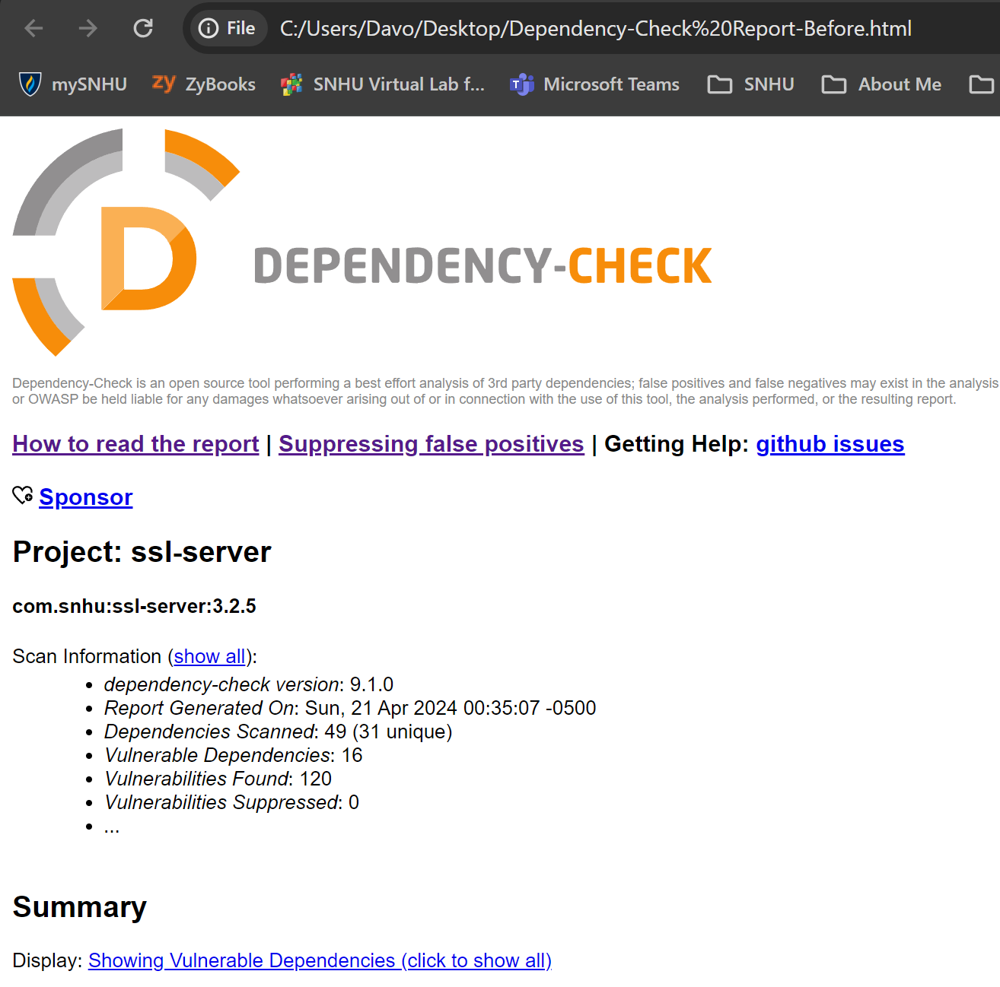 File C:/Users/Davo/Desktop/Dependency-Check%20Report-Before.html
mySNHU ZyBooks SNHU Virtual Lab f... Microsoft Teams SNHU About Me
DEPENDENCY-CHECK
Dependency-Check is an open source tool performing a best effort analysis of 3rd party dependencies; false positives and false negatives may exist in the analysis
or OWASP be held liable for any damages whatsoever arising out of or in connection with the use of this tool, the analysis performed, or the resulting report.
How to read the report | Suppressing false positives | Getting Help: github issues
Sponsor
Project: ssl-server
com.snhu:ssl-server:3.2.5
Scan Information (show all):
• dependency-check version: 9.1.0
• Report Generated On: Sun, 21 Apr 2024 00:35:07 -0500
• Dependencies Scanned: 49 (31 unique)
• Vulnerable Dependencies: 16
• Vulnerabilities Found: 120
• Vulnerabilities Suppressed: 0
• ...
Summary
Display: Showing Vulnerable Dependencies (click to show all)